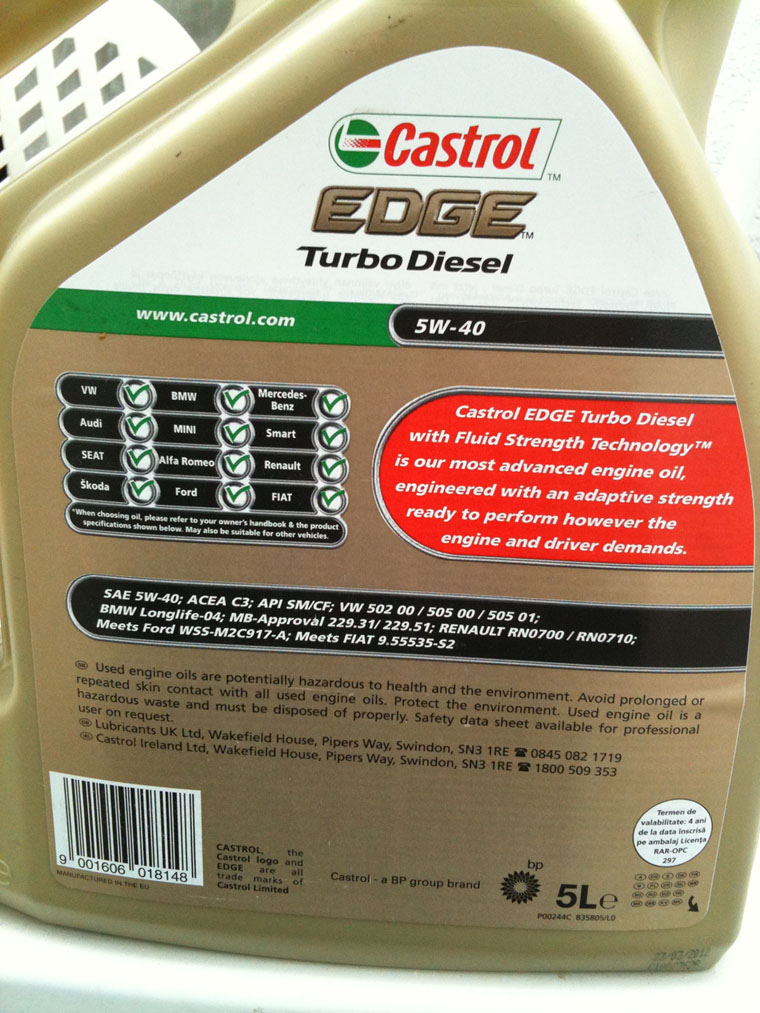 Castrol
TM
EDGE
TM
Turbo Diesel
www.castrol.com
5W-40
VW
BMW
Mercedes-
Benz
Audi
MINI
Smart
SEAT
Alfa Romeo
Renault
Škoda
Ford
FIAT
*When choosing oil, please refer to your owner's handbook & the product
specifications shown below. May also be suitable for other vehicles.
Castrol EDGE Turbo Diesel
with Fluid Strength Technology™
is our most advanced engine oil,
engineered with an adaptive strength
ready to perform however the
engine and driver demands.
SAE 5W-40; ACEA C3; API SM/CF; VW 502 00 / 505 00 / 505 01;
BMW Longlife-04; MB-Approval 229.31/ 229.51; RENAULT RN0700 / RN0710;
Meets Ford WSS-M2C917-A; Meets FIAT 9.55535-S2
Used engine oils are potentially hazardous to health and the environment. Avoid prolonged or
repeated skin contact with all used engine oils. Protect the environment. Used engine oil is a
hazardous waste and must be disposed of properly. Safety data sheet available for professional
user on request.
Lubricants UK Ltd, Wakefield House, Pipers Way, Swindon, SN3 1RE ☎ 0845 082 1719
Castrol Ireland Ltd, Wakefield House, Pipers Way, Swindon, SN3 1RE ☎ 1800 509 353
9 001606 018148
MANUFACTURED IN THE EU
CASTROL, the
Castrol logo and
EDGE are all
trade marks of
Castrol Limited
Castrol - a BP group brand
bp
5L e
P00244C 835805/L0
Termen de
valabilitate: 4 ani
de la data înscrisă
pe ambalaj Licenţa
RAR-OPC
297